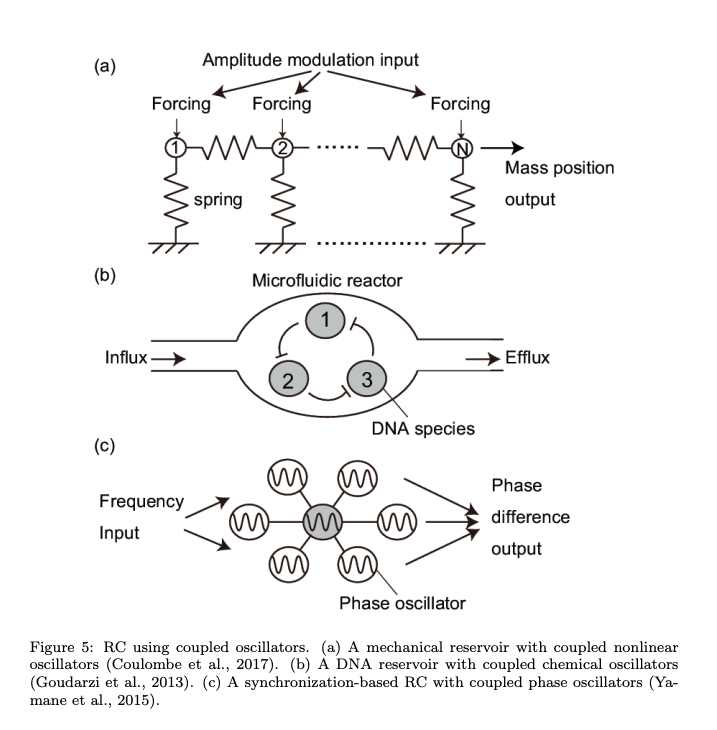 (a)
Amplitude modulation input
Forcing Forcing Forcing
1 2 ...... N
Mass position
output
spring
(b)
Microfluidic reactor
1
Influx Efflux
2 3
DNA species
(c)
Frequency
Input
Phase
difference
output
Phase oscillator
Figure 5: RC using coupled oscillators. (a) A mechanical reservoir with coupled nonlinear
oscillators (Coulombe et al., 2017). (b) A DNA reservoir with coupled chemical oscillators
(Goudarzi et al., 2013). (c) A synchronization-based RC with coupled phase oscillators (Ya-
mane et al., 2015).